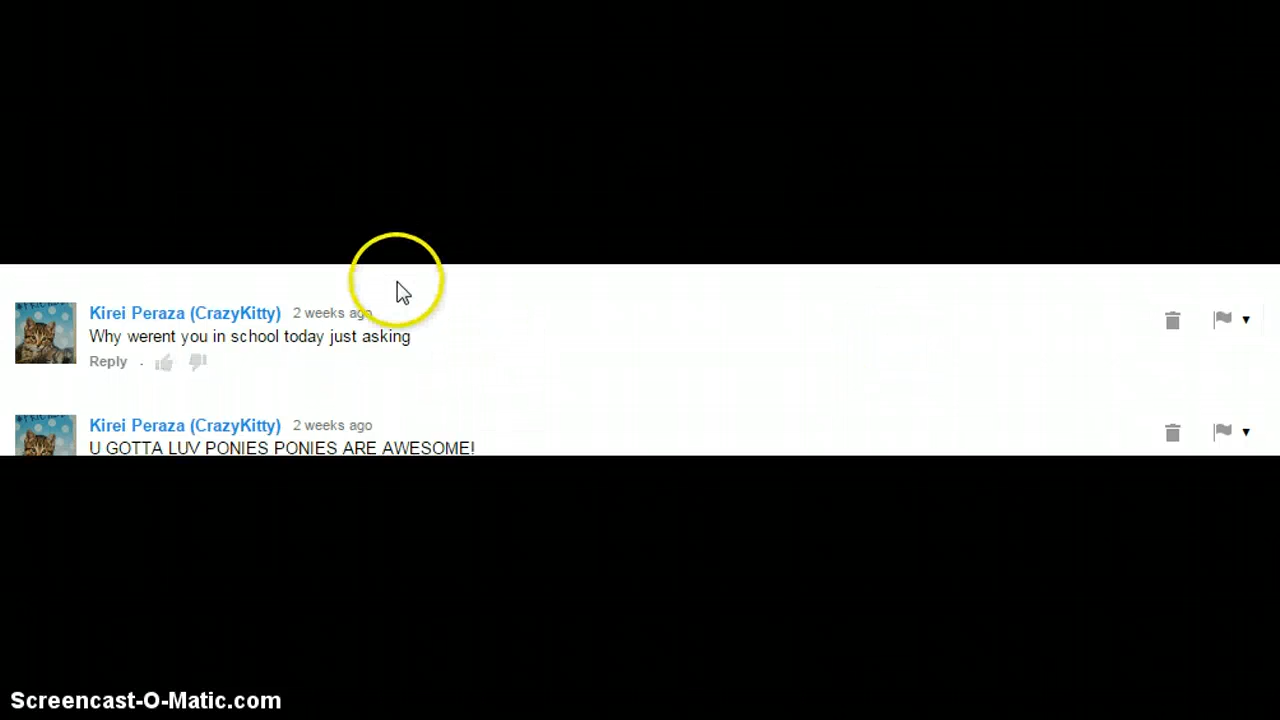 Kirei Peraza (CrazyKitty) 2 weeks ago
Why werent you in school today just asking
Reply .
Kirei Peraza (CrazyKitty) 2 weeks ago
U GOTTA LUV PONIES PONIES ARE AWESOME!
Screencast-O-Matic.com